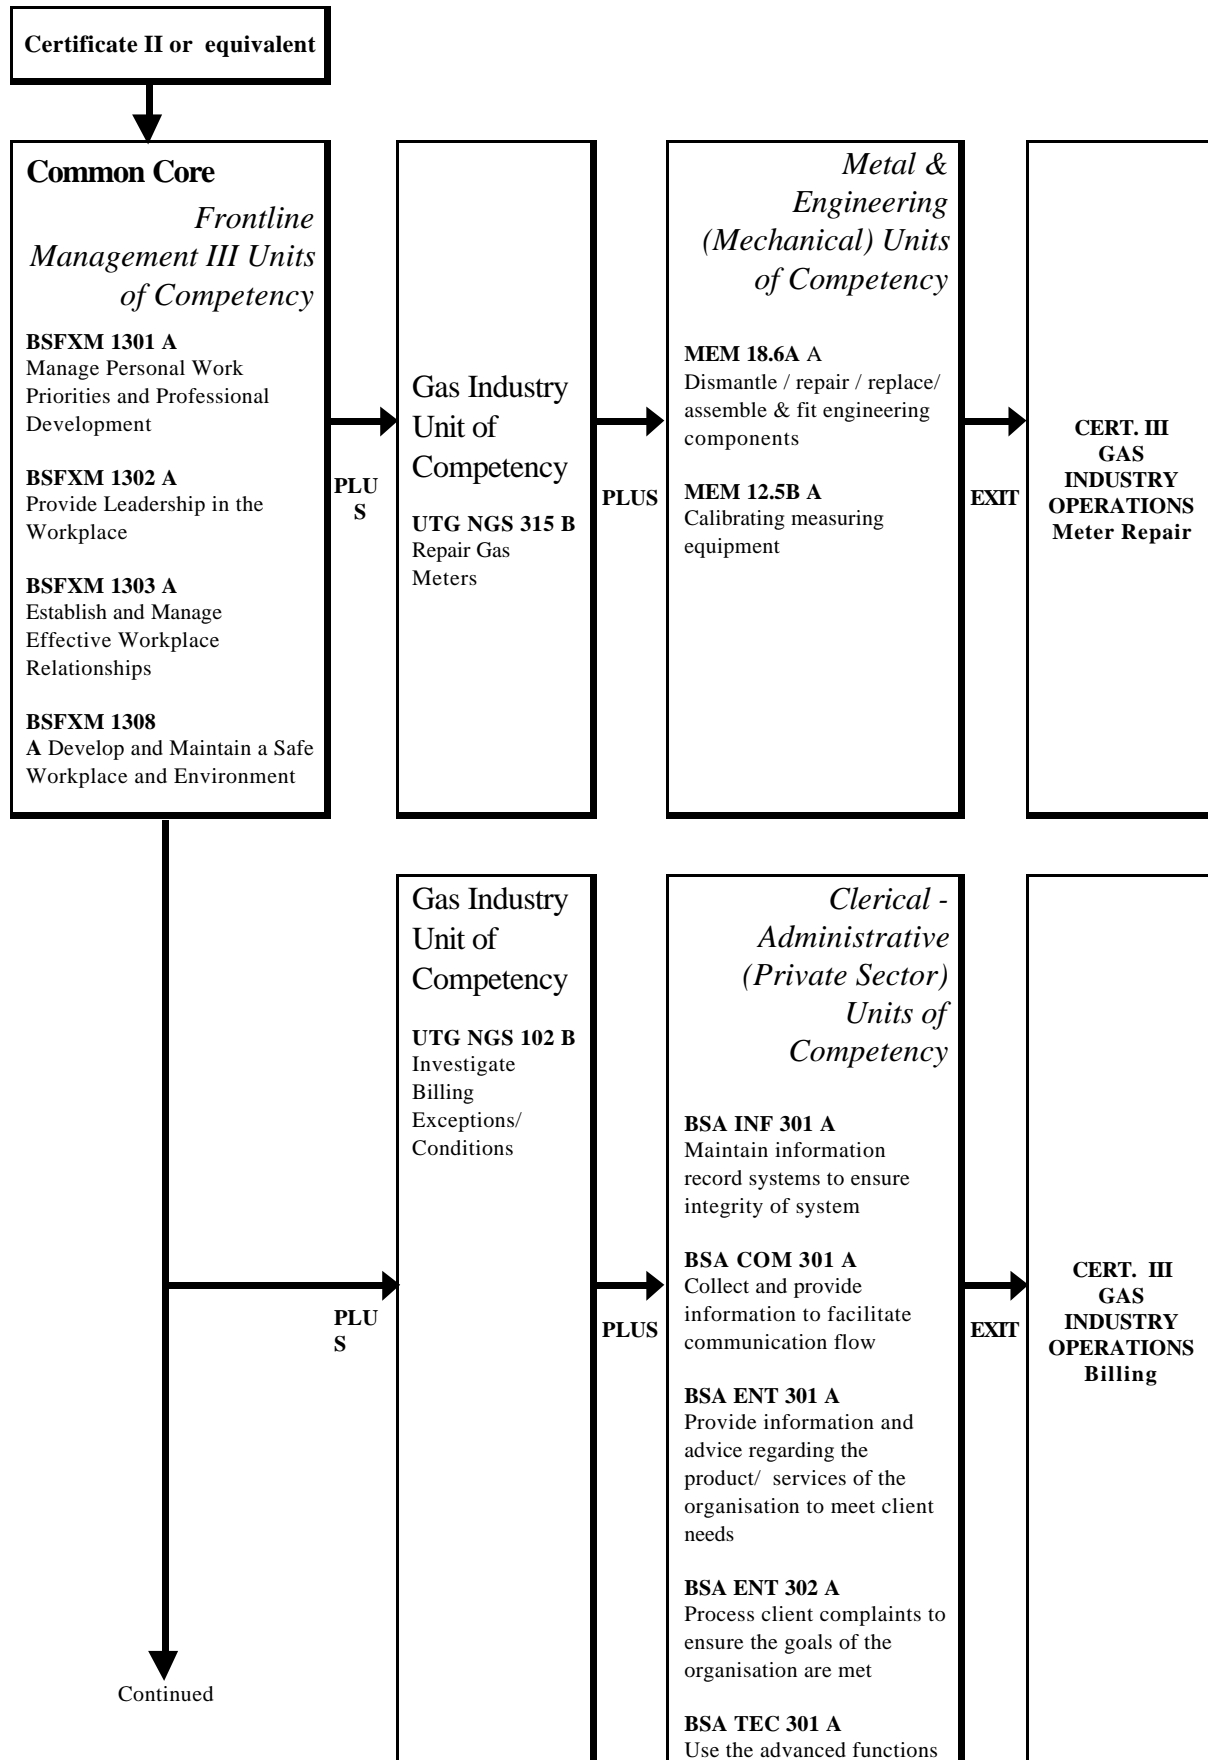 Certificate II or equivalent
Common Core
Frontline
Management III Units
of Competency
BSFXM 1301 A
Manage Personal Work
Priorities and Professional
Development
BSFXM 1302 A
Provide Leadership in the
Workplace
BSFXM 1303 A
Establish and Manage
Effective Workplace
Relationships
BSFXM 1308
A Develop and Maintain a Safe
Workplace and Environment
PLU
S
Gas Industry
Unit of
Competency
UTG NGS 315 B
Repair Gas
Meters
PLUS
Metal &
Engineering
(Mechanical) Units
of Competency
MEM 18.6A A
Dismantle / repair / replace/
assemble & fit engineering
components
MEM 12.5B A
Calibrating measuring
equipment
EXIT
CERT. III
GAS
INDUSTRY
OPERATIONS
Meter Repair
PLU
S
Gas Industry
Unit of
Competency
UTG NGS 102 B
Investigate
Billing
Exceptions/
Conditions
PLUS
Clerical -
Administrative
(Private Sector)
Units of
Competency
BSA INF 301 A
Maintain information
record systems to ensure
integrity of system
BSA COM 301 A
Collect and provide
information to facilitate
communication flow
BSA ENT 301 A
Provide information and
advice regarding the
product/ services of the
organisation to meet client
needs
BSA ENT 302 A
Process client complaints to
ensure the goals of the
organisation are met
BSA TEC 301 A
Use the advanced functions
EXIT
CERT. III
GAS
INDUSTRY
OPERATIONS
Billing
Continued